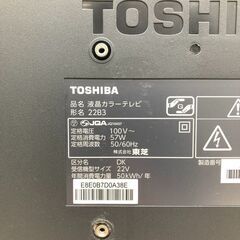 TOSHIBA
TOSHIBA
品名 液晶カラーテレビ
形名 22B3
JQA
定格電圧 : 100V~
定格消費電力 : 57W
定格周波数 : 50/60Hz
株式会社 東芝
区分 : DK
受信機型サイズ : 22V
年間消費電力量 : 50kWh/年
製造番号
E8E0B7D0A38E